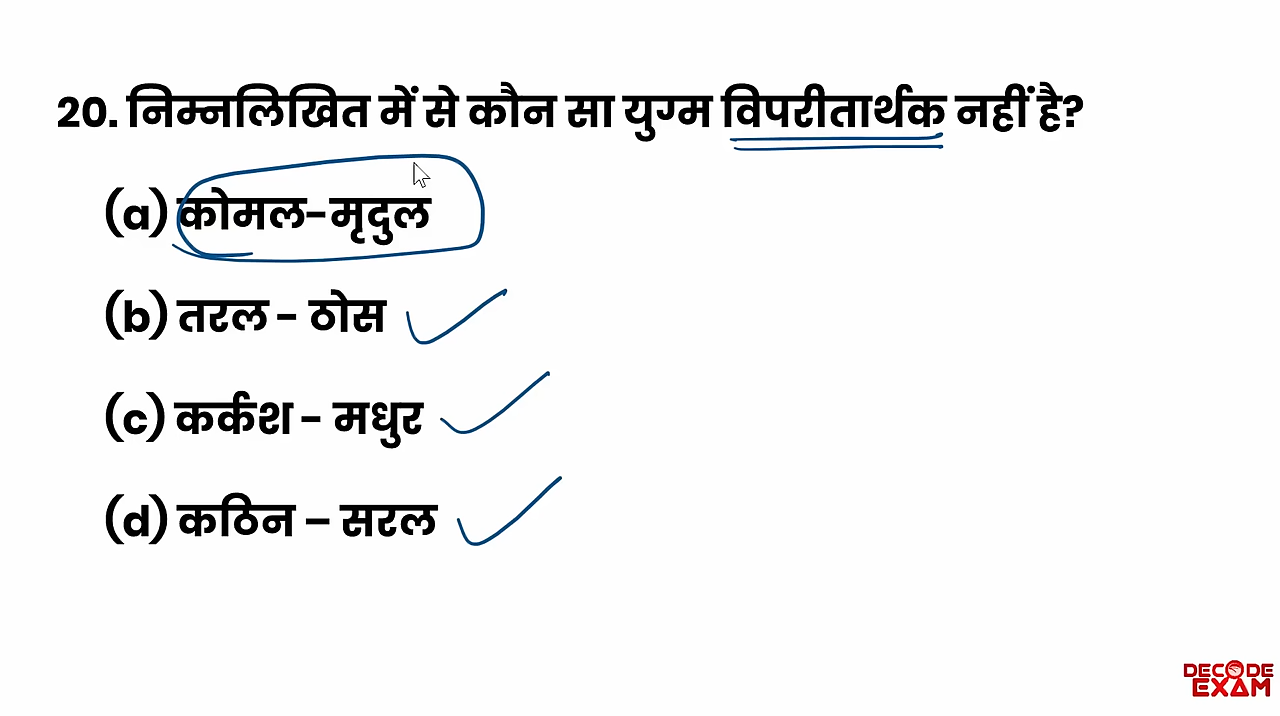 20. निम्नलिखित में से कौन सा युग्म विपरीतार्थक नहीं है?
(a) कोमल-मृदुल
(b) तरल - ठोस
(c) कर्कश - मधुर
(d) कठिन – सरल
DECODE
EXAM